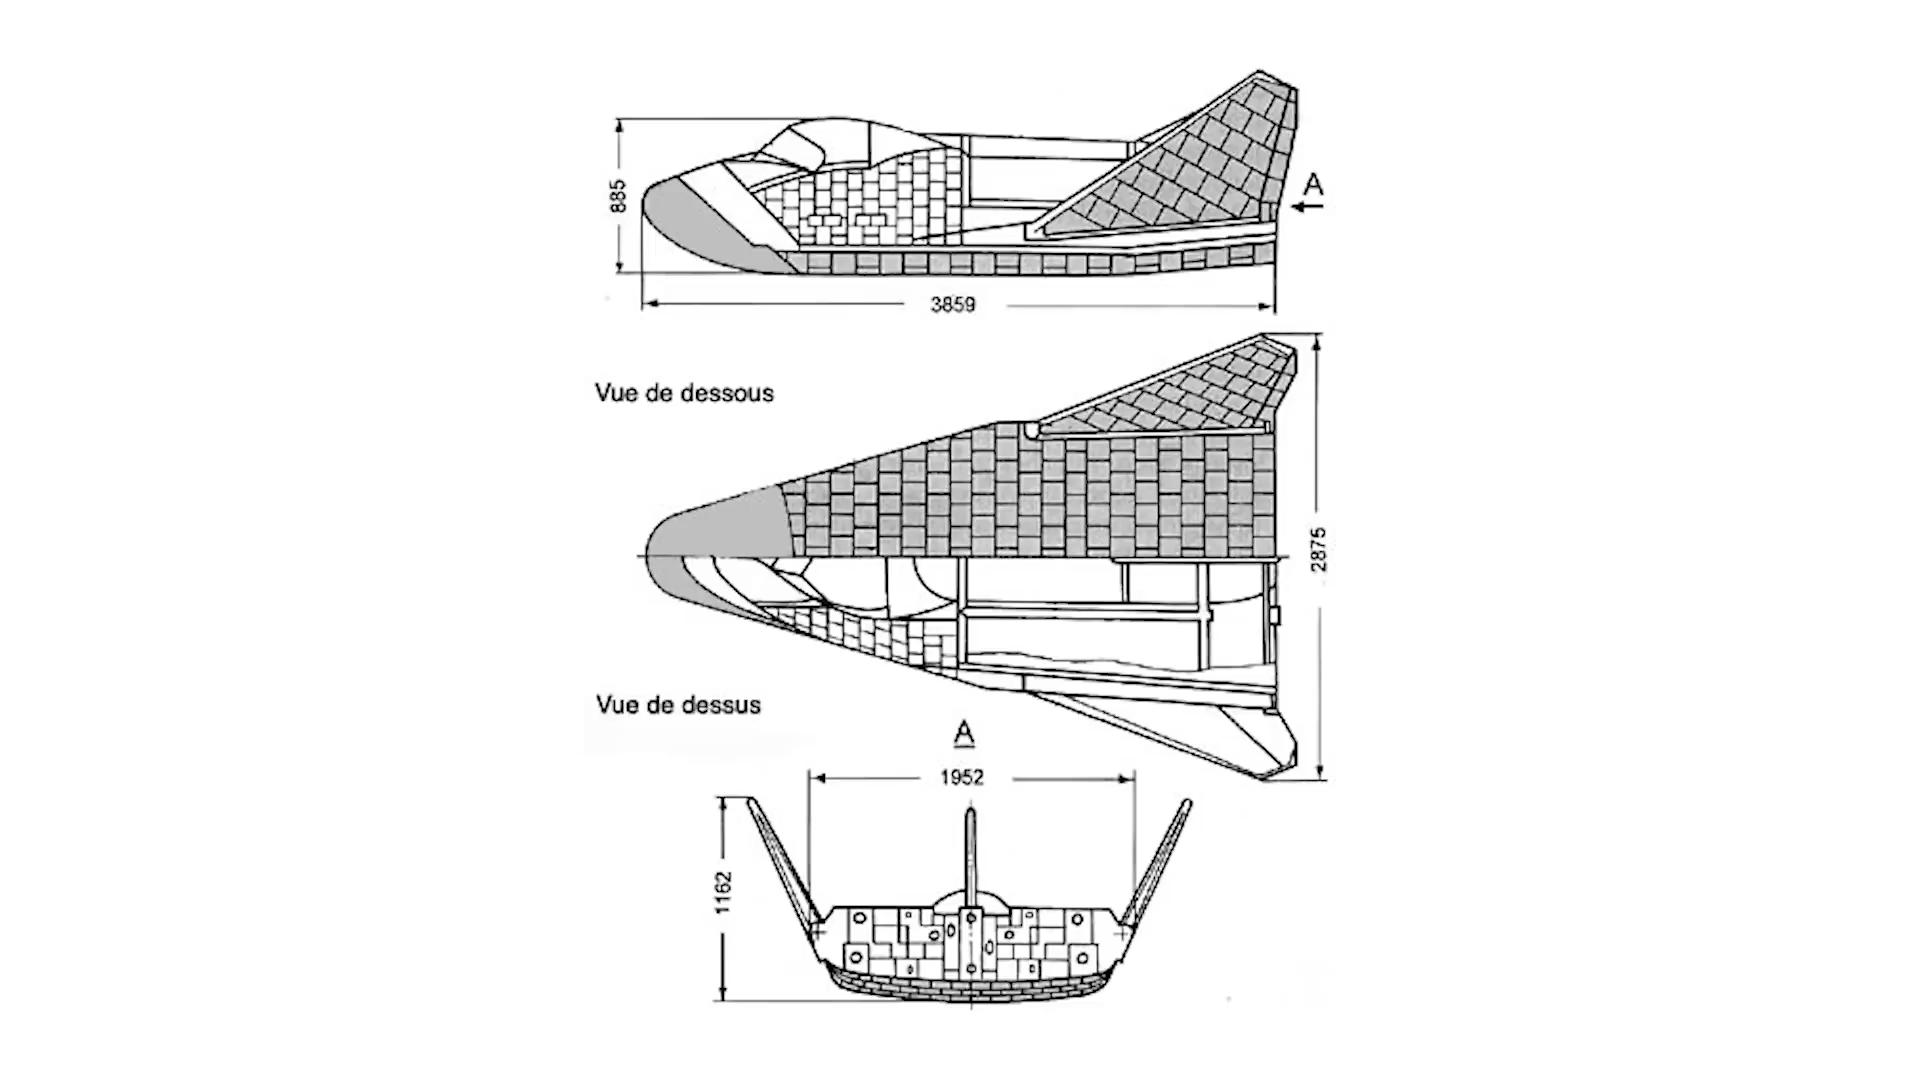 885
A
3859
Vue de dessous
2875
Vue de dessus
A
1952
1162